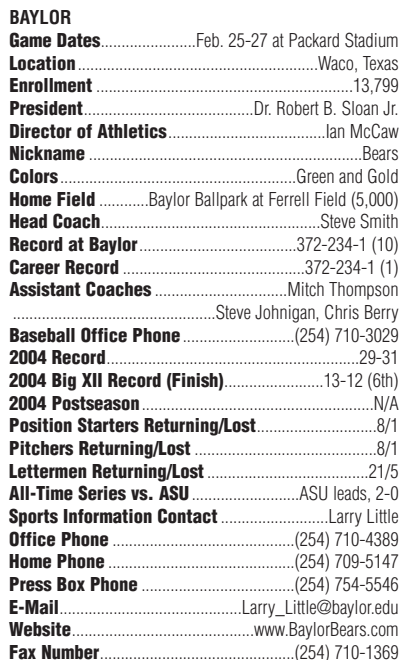 BAYLOR
Game Dates......................Feb. 25-27 at Packard Stadium
Location.......................................................Waco, Texas
Enrollment ...........................................................13,799
President.....................................Dr. Robert B. Sloan Jr.
Director of Athletics....................................Ian McCaw
Nickname ..............................................................Bears
Colors................................................Green and Gold
Home Field ............Baylor Ballpark at Ferrell Field (5,000)
Head Coach.....................................................Steve Smith
Record at Baylor....................................372-234-1 (10)
Career Record .........................................372-234-1 (1)
Assistant Coaches ..............................Mitch Thompson
...............................................Steve Johnigan, Chris Berry
Baseball Office Phone ..........................(254) 710-3029
2004 Record...........................................................29-31
2004 Big XII Record (Finish).......................13-12 (6th)
2004 Postseason......................................................N/A
Position Starters Returning/Lost...........................8/1
Pitchers Returning/Lost .........................................8/1
Lettermen Returning/Lost .....................................21/5
All-Time Series vs. ASU.........................ASU leads, 2-0
Sports Information Contact .........................Larry Little
Office Phone ...........................................(254) 710-4389
Home Phone ...........................................(254) 709-5147
Press Box Phone ....................................(254) 754-5546
E-Mail..........................................Larry_Little@baylor.edu
Website..........................................www.BaylorBears.com
Fax Number.............................................(254) 710-1369